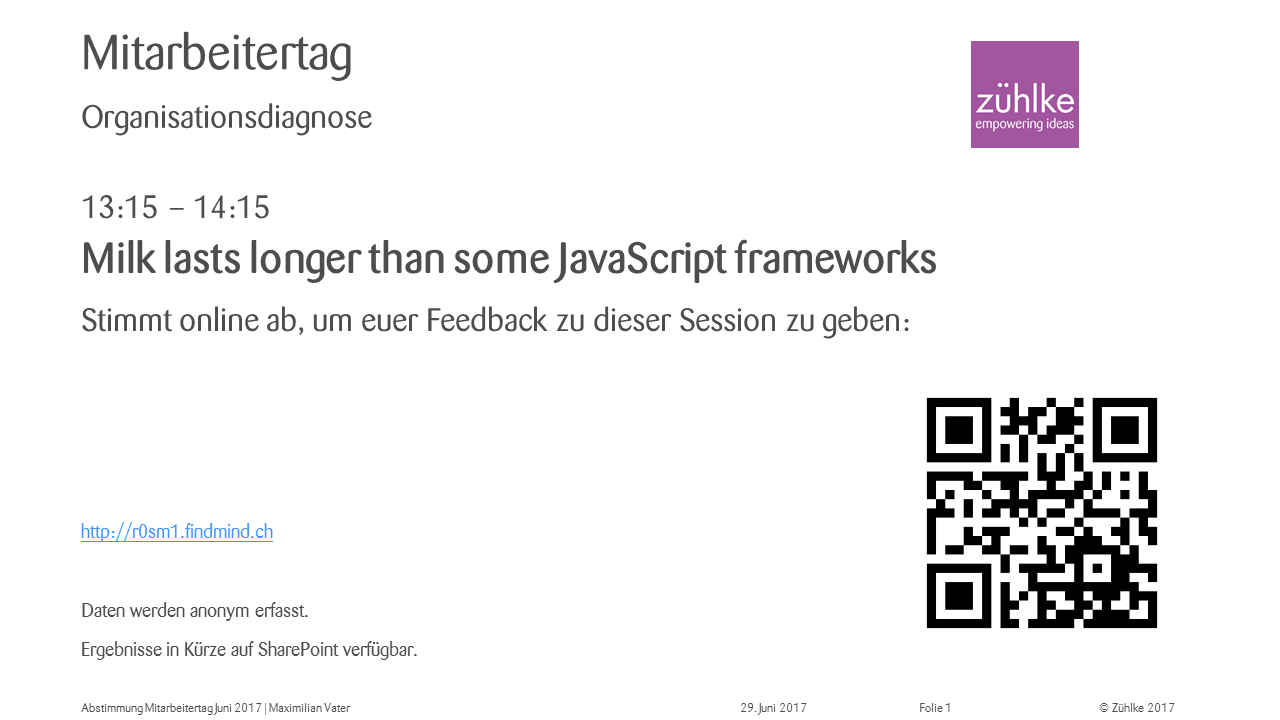 Mitarbeitertag
Organisationsdiagnose
zühlke
empowering ideas
13:15 – 14:15
Milk lasts longer than some JavaScript frameworks
Stimmt online ab, um euer Feedback zu dieser Session zu geben:
http://r0sm1.findmind.ch
Daten werden anonym erfasst.
Ergebnisse in Kürze auf SharePoint verfügbar.
Abstimmung Mitarbeitertag Juni 2017 | Maximilian Vater
29. Juni 2017
Folie 1
© Zühlke 2017